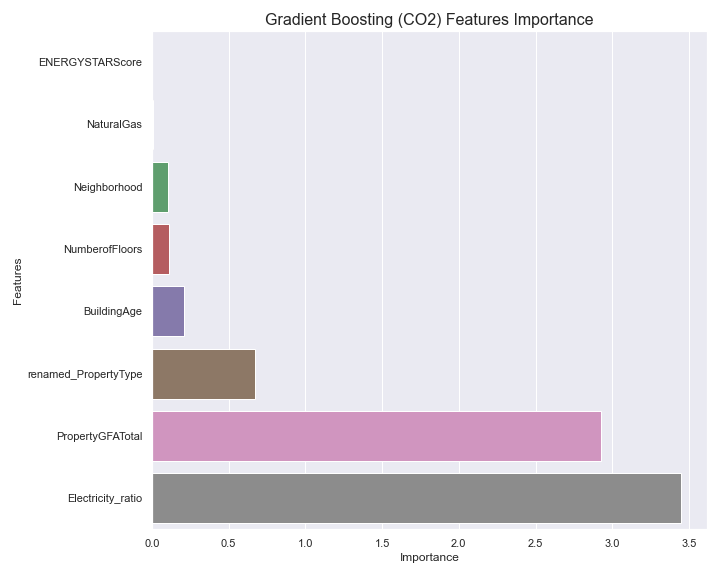 Gradient Boosting (CO2) Features Importance
ENERGYSTARScore
NaturalGas
Neighborhood
NumberofFloors
BuildingAge
renamed_PropertyType
PropertyGFATotal
Electricity_ratio
Features
0.0 0.5 1.0 1.5 2.0 2.5 3.0 3.5
Importance